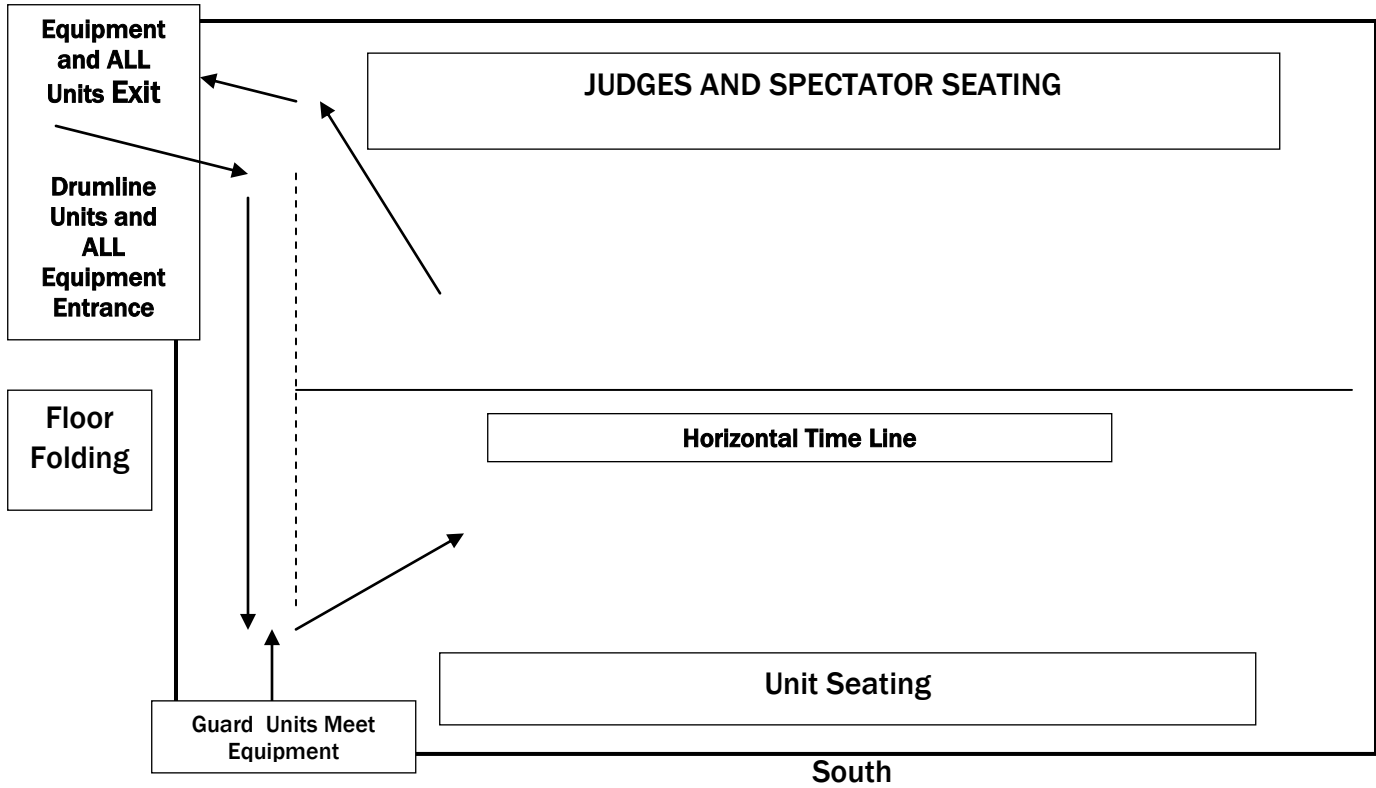 Equipment
and ALL
Units Exit
Drumline
Units and
ALL
Equipment
Entrance
JUDGES AND SPECTATOR SEATING
Floor
Folding
Horizontal Time Line
Unit Seating
Guard Units Meet
Equipment
South